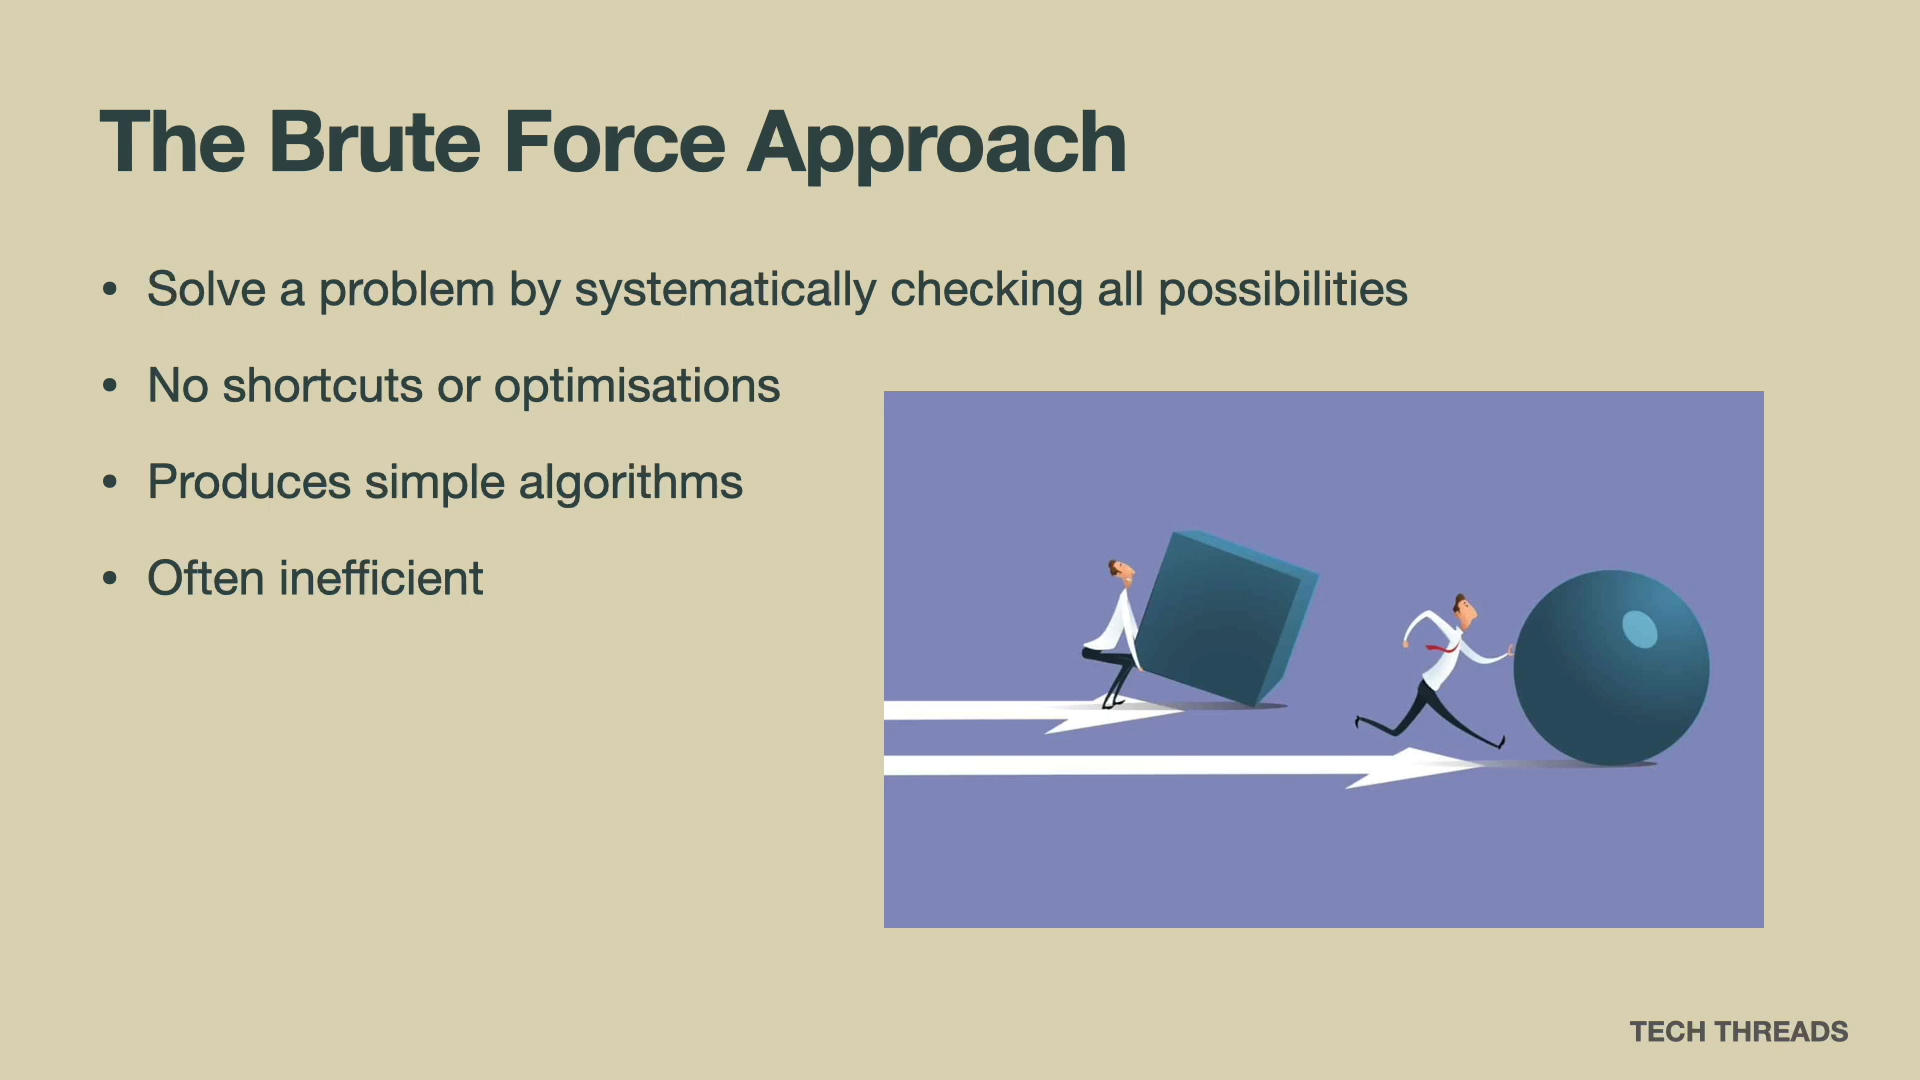 The Brute Force Approach
• Solve a problem by systematically checking all possibilities
• No shortcuts or optimisations
• Produces simple algorithms
• Often inefficient
TECH THREADS